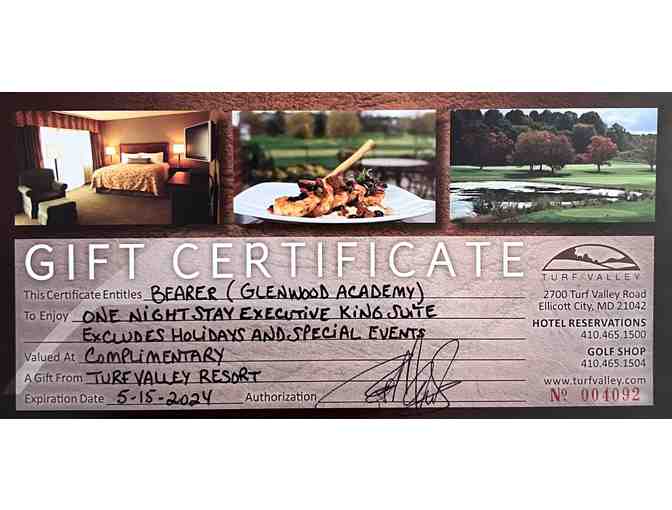 GIFT CERTIFICATE
This Certificate Entitles BEARER (GLENWOOD ACADEMY)
To Enjoy ONE NIGHT STAY EXECUTIVE KING SUITE
EXCLUDES HOLIDAYS AND SPECIAL EVENTS
Valued At COMPLIMENTARY
A Gift From TURF VALLEY RESORT
Expiration Date 5-15-2024 Authorization
TURF VALLEY
2700 Turf Valley Road
Ellicott City, MD 21042
HOTEL RESERVATIONS
410.465.1500
GOLF SHOP
410.465.1504
www.turfvalley.com
Nº 004092